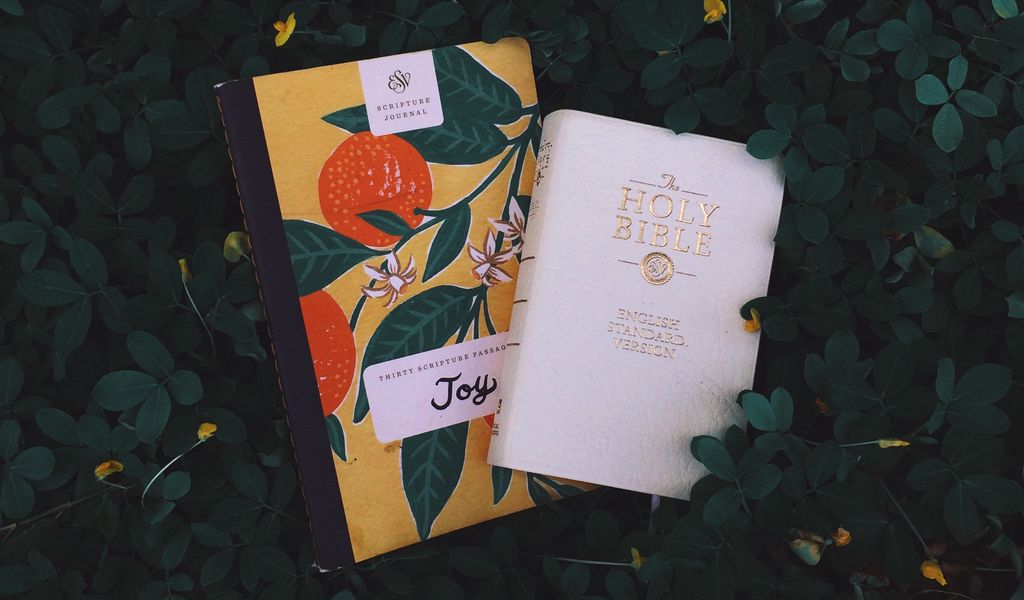 ESV
SCRIPTURE
JOURNAL
THIRTY SCRIPTURE PASSAG
Joy
The
HOLY
BIBLE
ESV
ENGLISH
STANDARD
VERSION